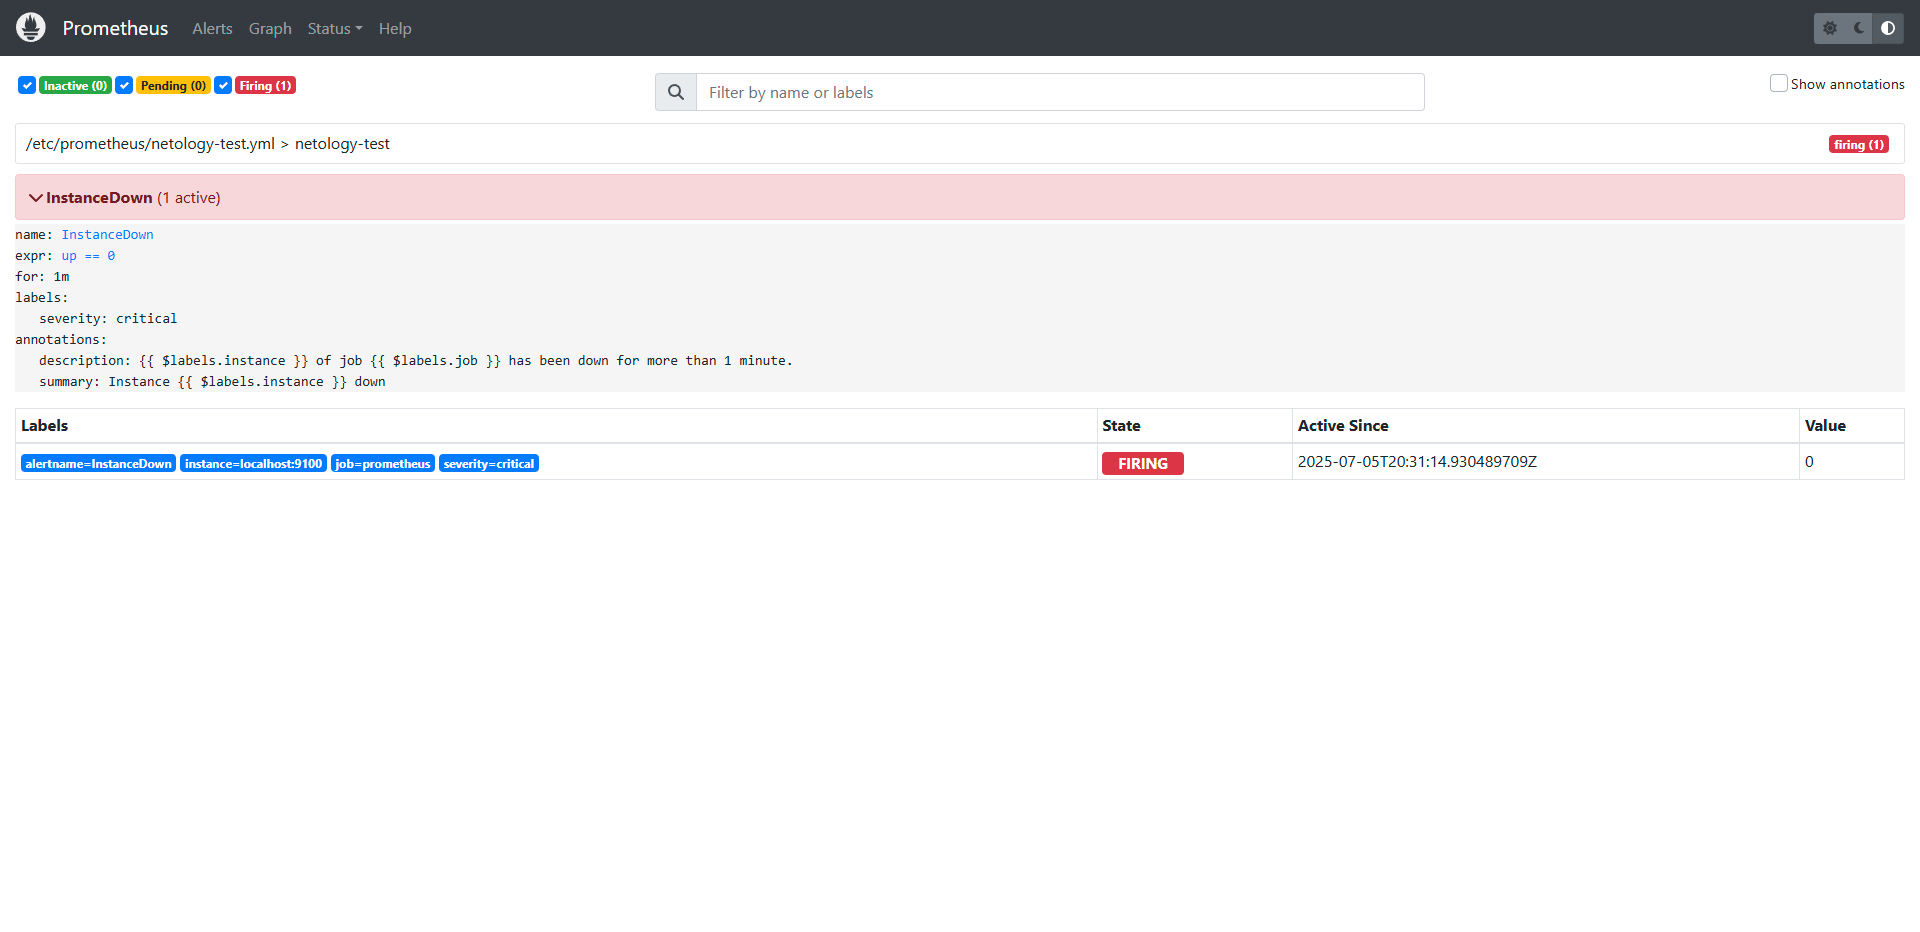 Prometheus Alerts Graph Status Help
Inactive (0) Pending (0) Firing (1) Filter by name or labels Show annotations
/etc/prometheus/netology-test.yml > netology-test firing (1)
InstanceDown (1 active)
name: InstanceDown
expr: up == 0
for: 1m
labels:
severity: critical
annotations:
description: {{ $labels.instance }} of job {{ $labels.job }} has been down for more than 1 minute.
summary: Instance {{ $labels.instance }} down
Labels State Active Since Value
alertname=InstanceDown instance=localhost:9100 job=prometheus severity=critical FIRING 2025-07-05T20:31:14.930489709Z 0